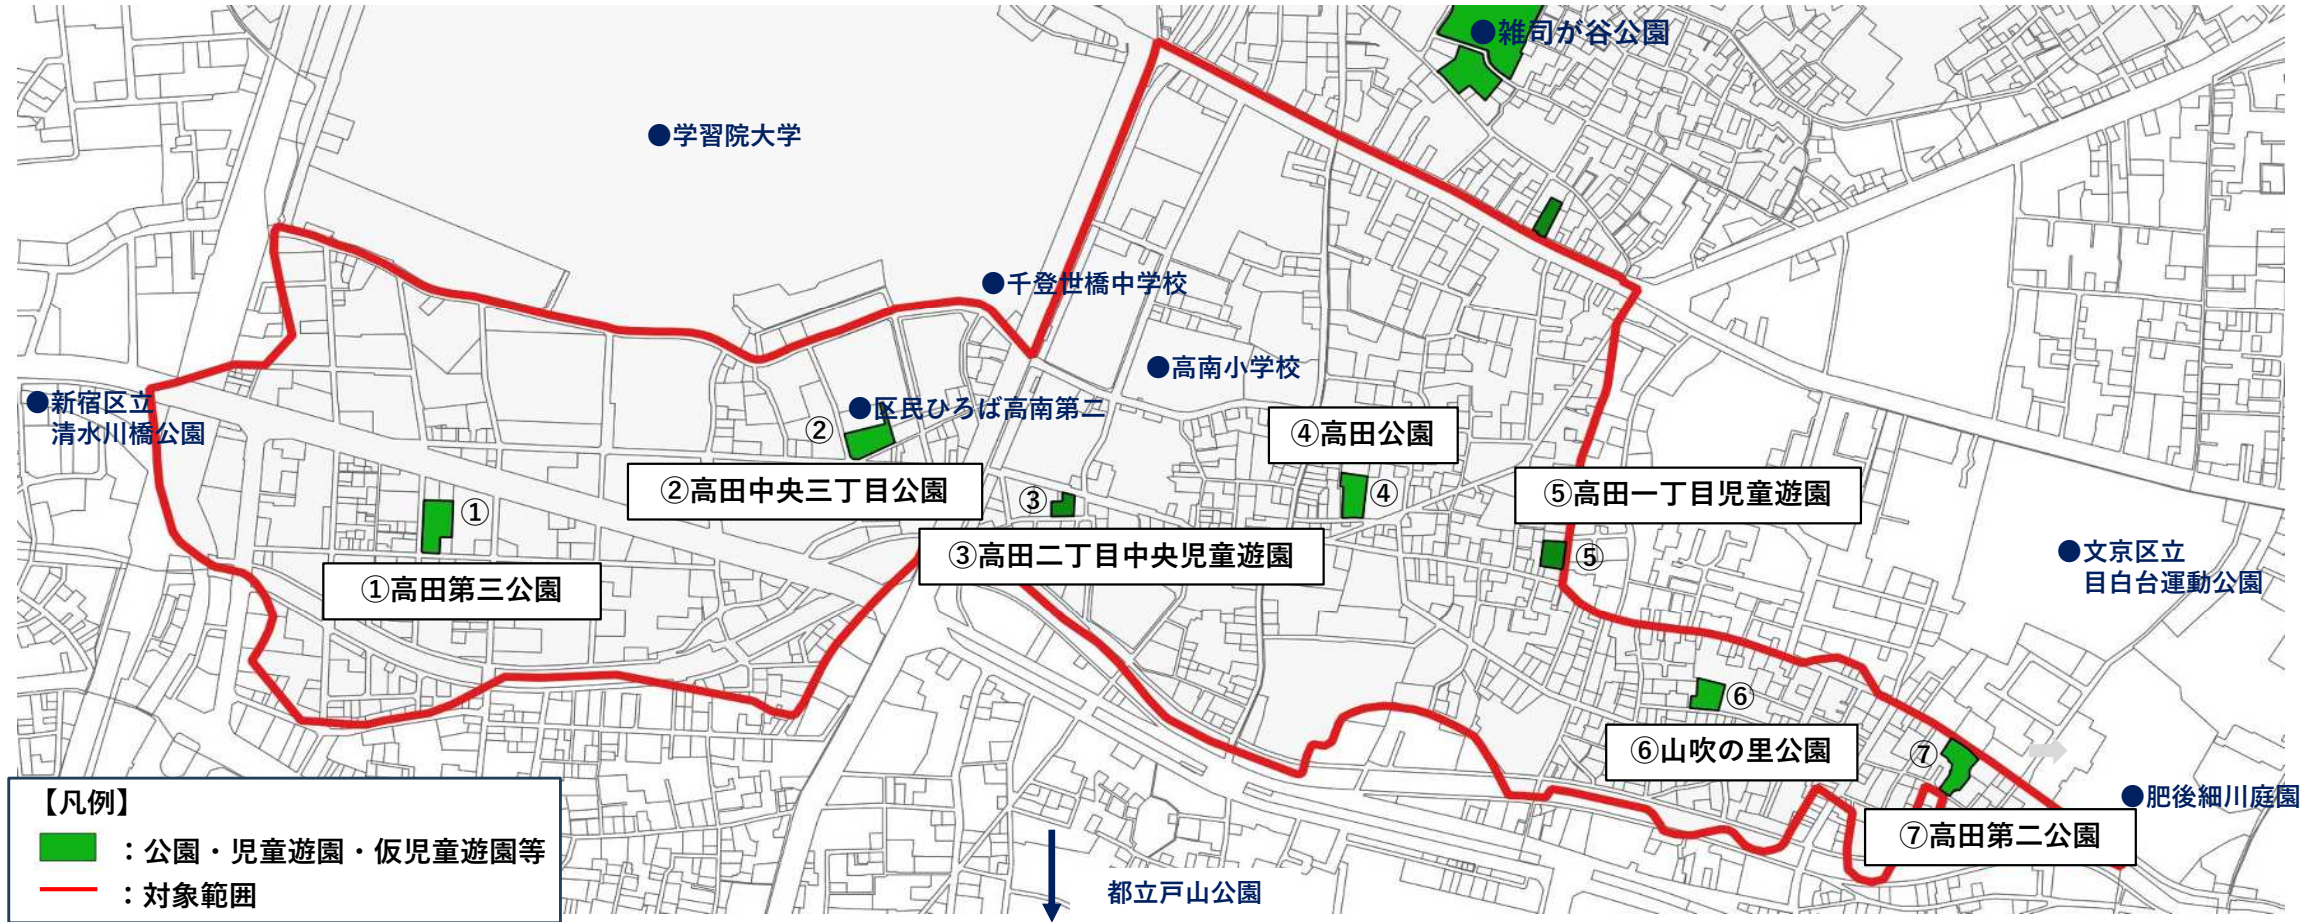 ●雑司が谷公園
●学習院大学
●千登世橋中学校
●高南小学校
●新宿区立
清水川橋公園
●区民ひろば高南第二
②
④高田公園
②高田中央三丁目公園
③
④
⑤高田一丁目児童遊園
①
③高田二丁目中央児童遊園
⑤
●文京区立
目白台運動公園
①高田第三公園
⑥
⑥山吹の里公園
⑦
●肥後細川庭園
⑦高田第二公園
都立戸山公園
【凡例】
：公園・児童遊園・仮児童遊園等
：対象範囲